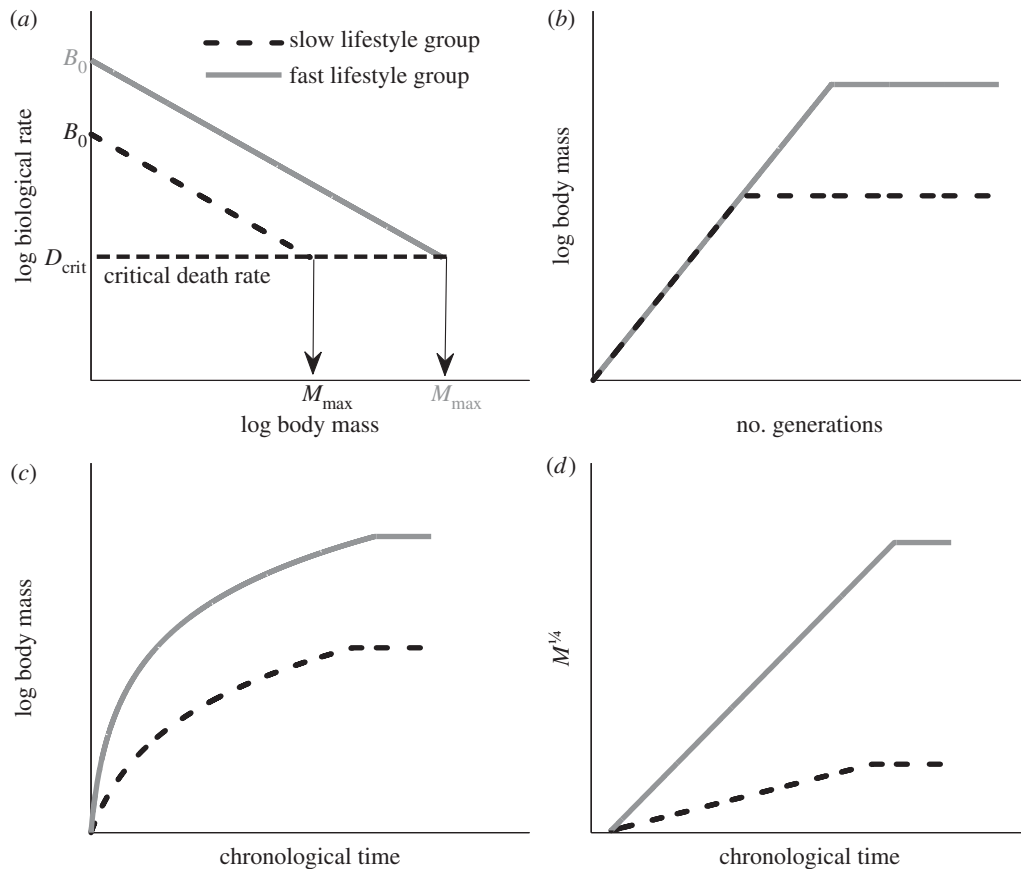 (a)
slow lifestyle group
fast lifestyle group
B0
B0
Dcrit
critical death rate
log biological rate
Mmax
Mmax
log body mass
(b)
log body mass
no. generations
(c)
log body mass
chronological time
(d)
M¼
chronological time